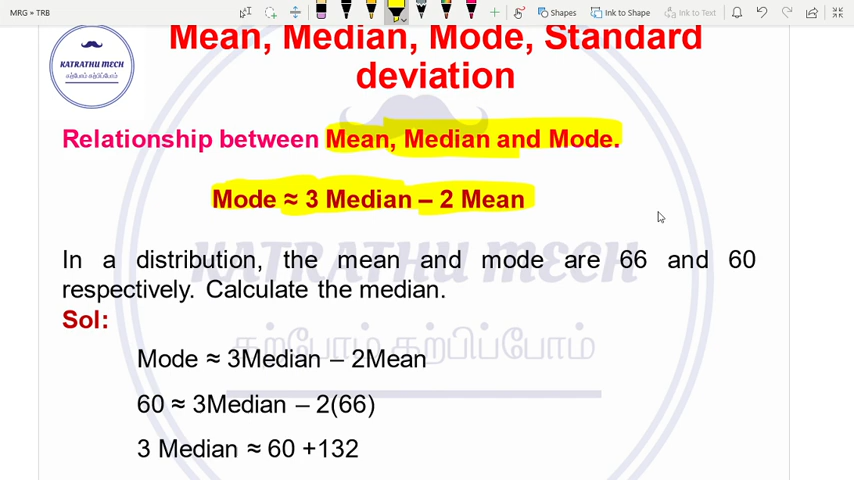 MRG » TRB
Shapes
Ink to Shape
Ink to Text
Mean, Median, Mode, Standard
deviation
KATRATHU MECH
கற்போம் கற்பிப்போம்
Relationship between Mean, Median and Mode.
Mode ≈ 3 Median – 2 Mean
In a distribution, the mean and mode are 66 and 60
respectively. Calculate the median.
Sol:
KATRATHU MECH
கற்போம் கற்பிப்போம்
Mode ≈ 3Median – 2Mean
60 ≈ 3Median – 2(66)
3 Median ≈ 60 +132